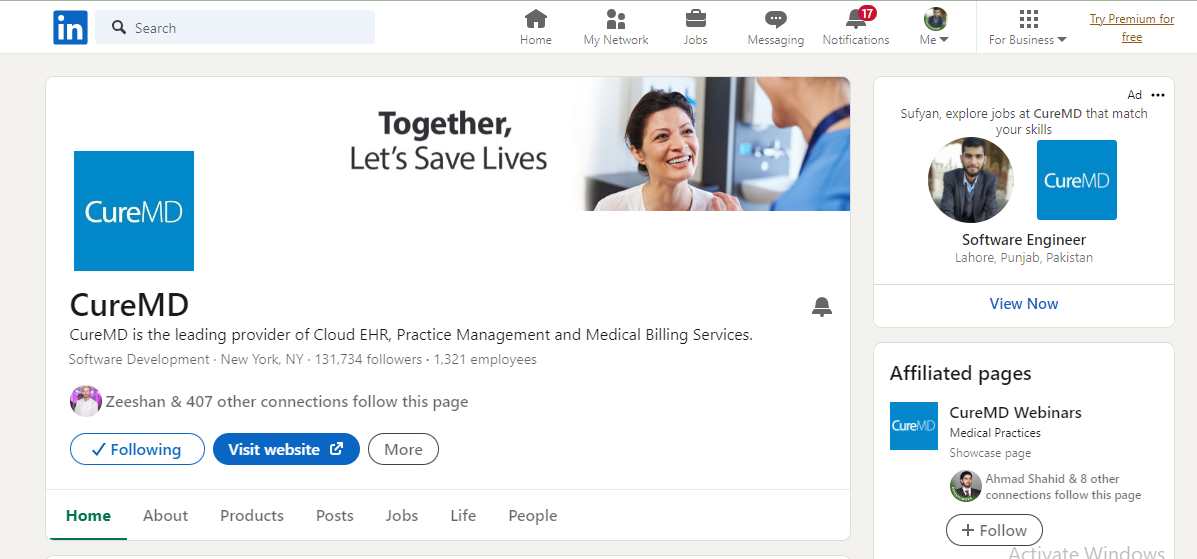 in
Search
Home
My Network
Jobs
Messaging
17
Notifications
Me
For Business
Try Premium for
free
Together,
Let's Save Lives
CureMD
CureMD
CureMD is the leading provider of Cloud EHR, Practice Management and Medical Billing Services.
Software Development · New York, NY · 131,734 followers · 1,321 employees
Zeeshan & 407 other connections follow this page
Following
Visit website
More
Home
About
Products
Posts
Jobs
Life
People
Ad
Sufyan, explore jobs at CureMD that match
your skills
CureMD
Software Engineer
Lahore, Punjab, Pakistan
View Now
Affiliated pages
CureMD
CureMD Webinars
Medical Practices
Showcase page
Ahmad Shahid & 8 other
connections follow this page
+ Follow
Activate Windows